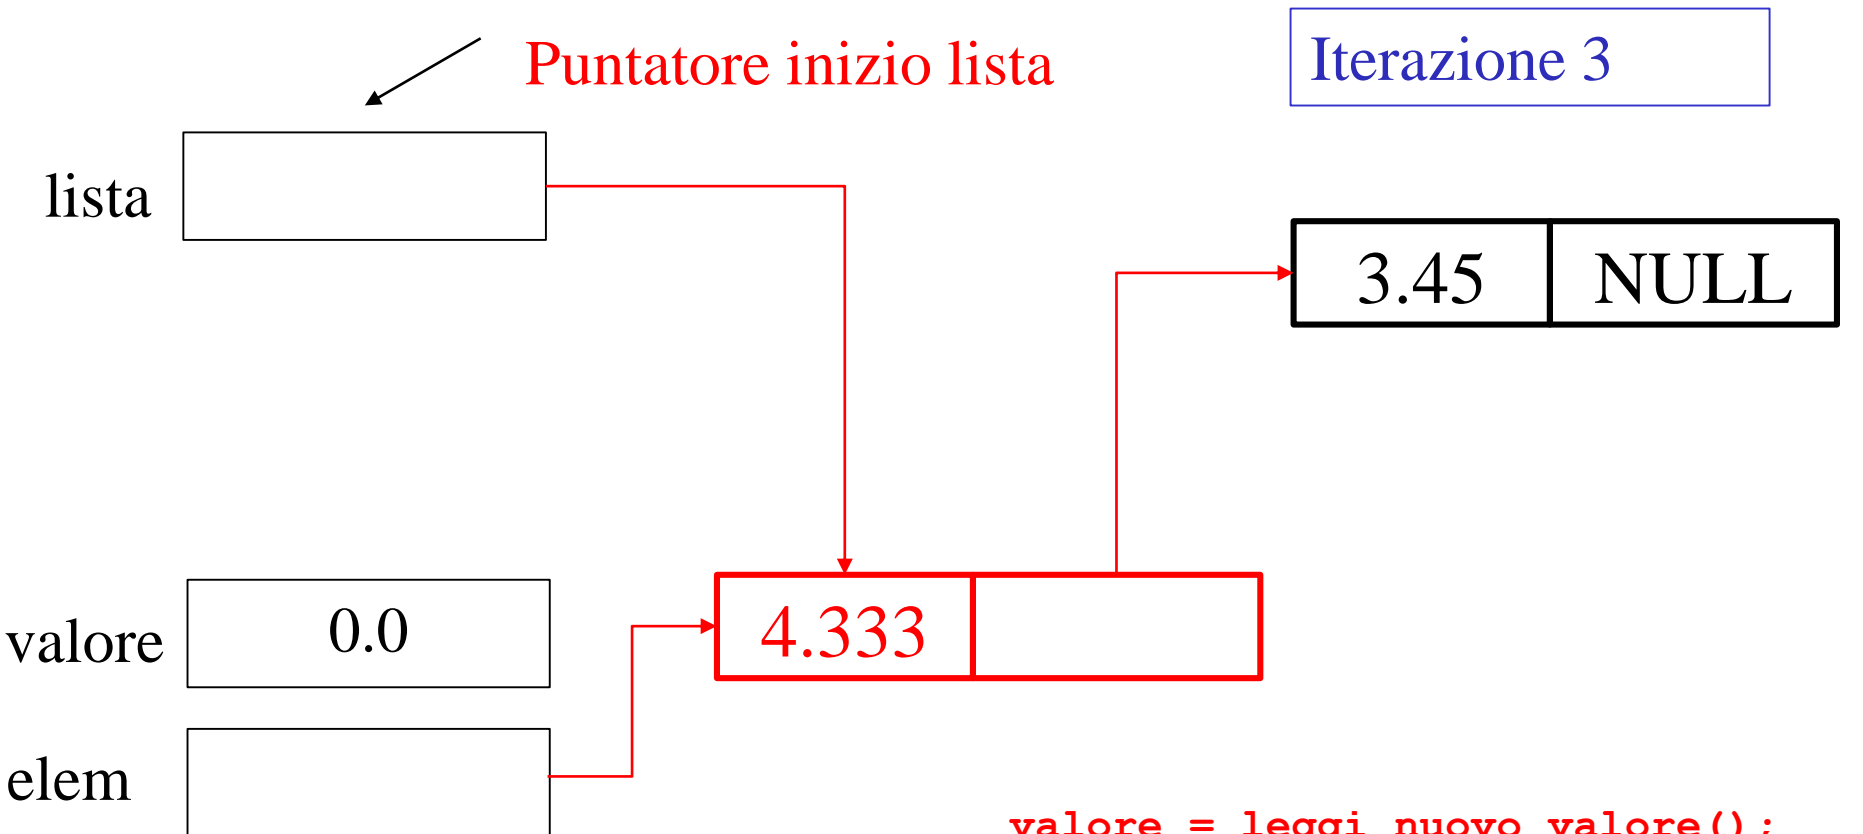 Puntatore inizio lista
Iterazione 3
lista
3.45 NULL
valore 0.0
4.333
elem
valore = leggi_nuovo_valore();